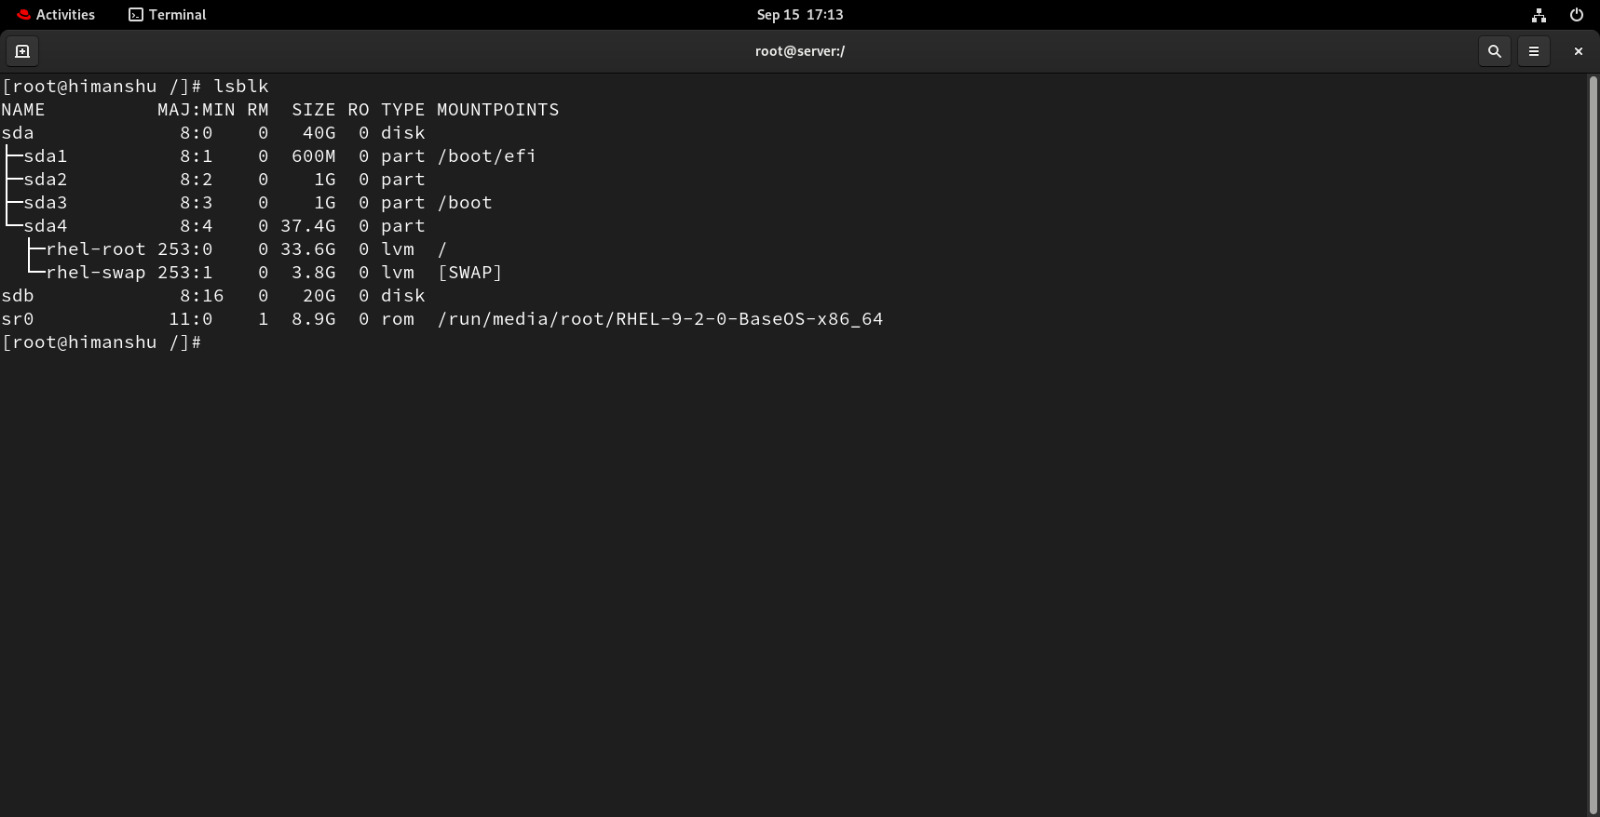 Activities Terminal Sep 15 17:13
root@server:/
[root@himanshu /]# lsblk
NAME          MAJ:MIN RM  SIZE RO TYPE MOUNTPOINTS
sda             8:0    0   40G  0 disk
├─sda1          8:1    0  600M  0 part /boot/efi
├─sda2          8:2    0    1G  0 part
├─sda3          8:3    0    1G  0 part /boot
└─sda4          8:4    0 37.4G  0 part
  ├─rhel-root 253:0    0 33.6G  0 lvm  /
  └─rhel-swap 253:1    0  3.8G  0 lvm  [SWAP]
sdb             8:16   0   20G  0 disk
sr0            11:0    1  8.9G  0 rom  /run/media/root/RHEL-9-2-0-BaseOS-x86_64
[root@himanshu /]#